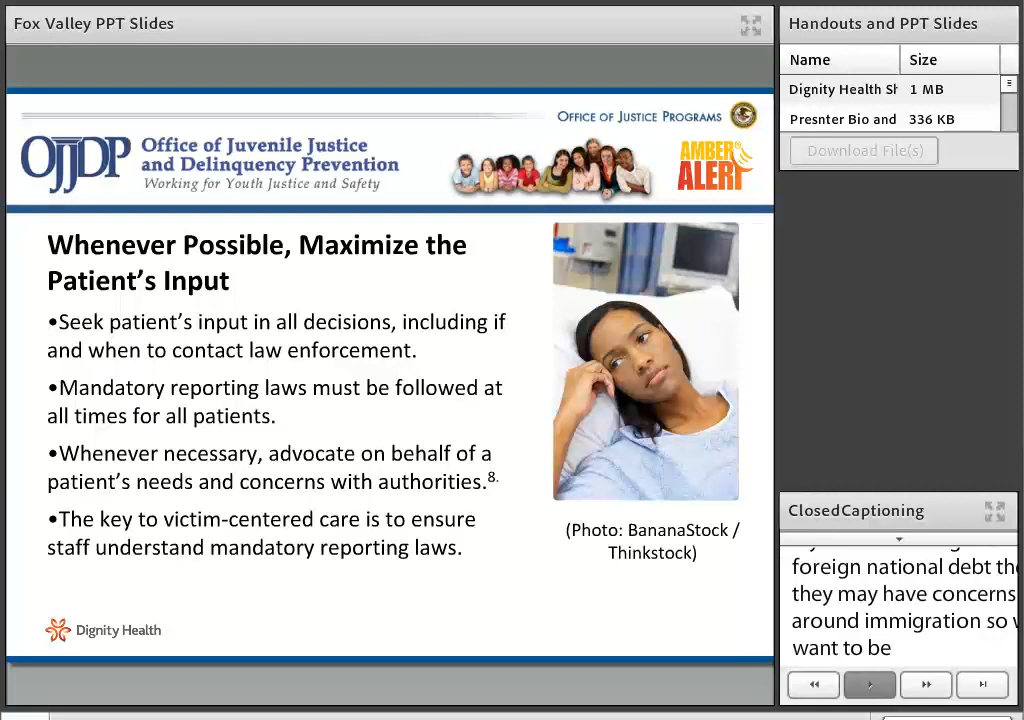 Fox Valley PPT Slides
OFFICE OF JUSTICE PROGRAMS
OJJDP
Office of Juvenile Justice
and Delinquency Prevention
Working for Youth Justice and Safety
AMBER
ALERT
Whenever Possible, Maximize the
Patient's Input
•Seek patient's input in all decisions, including if
and when to contact law enforcement.
•Mandatory reporting laws must be followed at
all times for all patients.
•Whenever necessary, advocate on behalf of a
patient's needs and concerns with authorities.8.
•The key to victim-centered care is to ensure
staff understand mandatory reporting laws.
(Photo: BananaStock /
Thinkstock)
Dignity Health
Handouts and PPT Slides
Name Size
Dignity Health 1 MB
Presnter Bio and 336 KB
Download File(s)
ClosedCaptioning
foreign national debt
they may have concerns
around immigration so
want to be